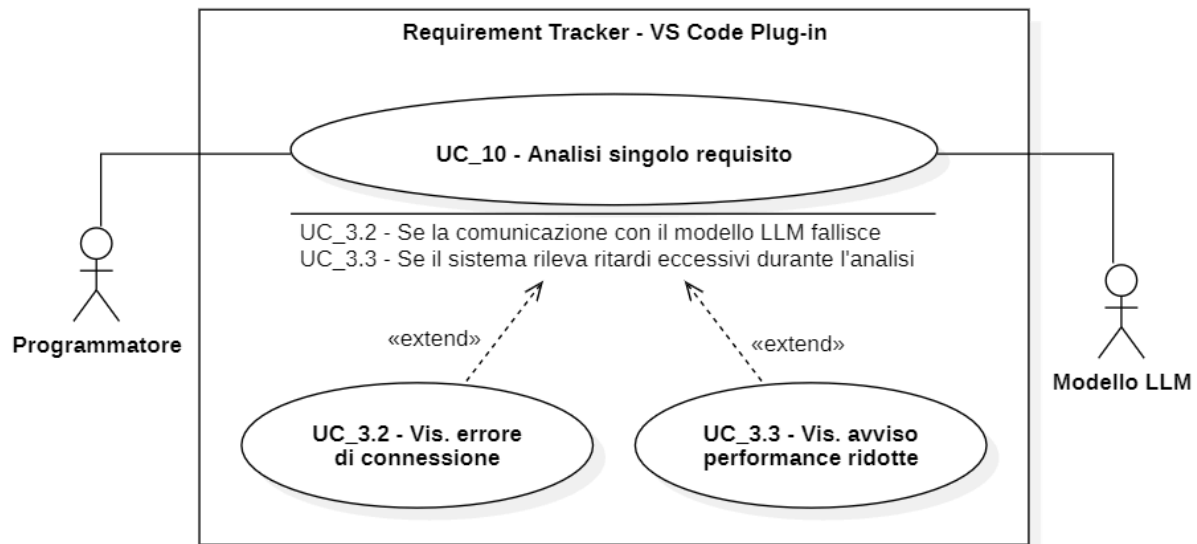 Requirement Tracker - VS Code Plug-in
UC_10 - Analisi singolo requisito
UC_3.2 - Se la comunicazione con il modello LLM fallisce
UC_3.3 - Se il sistema rileva ritardi eccessivi durante l'analisi
Programmatore
«extend»
«extend»
Modello LLM
UC_3.2 - Vis. errore
di connessione
UC_3.3 - Vis. avviso
performance ridotte